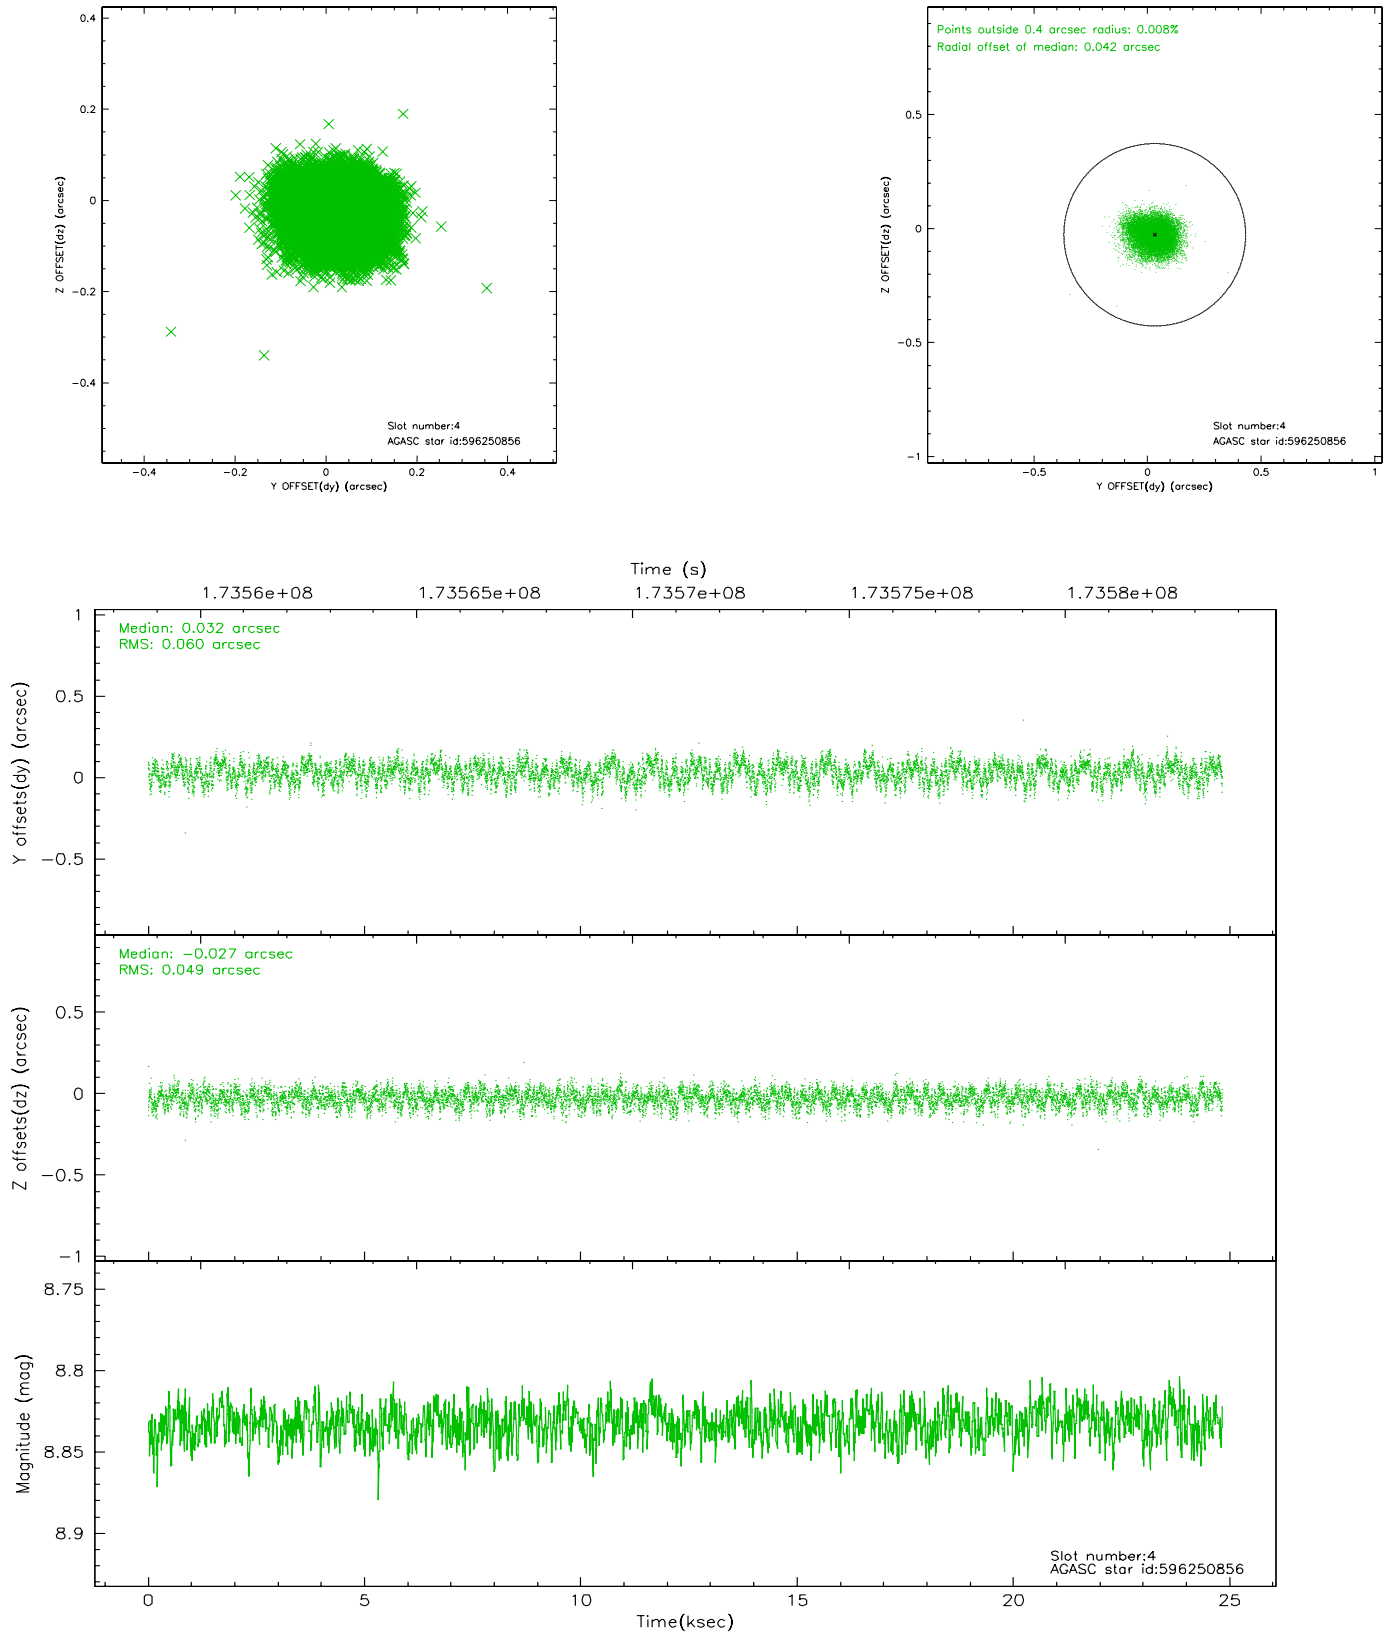 0.4
0.2
0
−0.2
−0.4
Z OFFSET(dz) (arcsec)
Slot number:4
AGASC star id:596250856
−0.4 −0.2 0 0.2 0.4
Y OFFSET(dy) (arcsec)
Points outside 0.4 arcsec radius: 0.008%
Radial offset of median: 0.042 arcsec
0.5
0
−0.5
−1
Z OFFSET(dz) (arcsec)
Slot number:4
AGASC star id:596250856
−0.5 0 0.5 1
Y OFFSET(dy) (arcsec)
Time (s)
1.7356e+08 1.73565e+08 1.7357e+08 1.73575e+08 1.7358e+08
Median: 0.032 arcsec
RMS: 0.060 arcsec
1
0.5
0
−0.5
Y offsets(dy) (arcsec)
Median: −0.027 arcsec
RMS: 0.049 arcsec
0.5
0
−0.5
−1
Z offsets(dz) (arcsec)
8.75
8.8
8.85
8.9
Magnitude (mag)
Slot number:4
AGASC star id:596250856
0 5 10 15 20 25
Time(ksec)